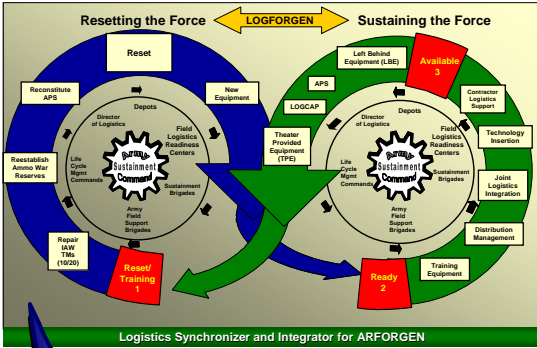 Resetting the Force
LOGFORGEN
Sustaining the Force
Reset
Reconstitute
APS
New
Equipment
Reestablish
Ammo War
Reserves
Repair
IAW
TMs
(10/20)
Reset/
Training
1
Depots
Director
of Logistics
Field
Logistics
Readiness
Centers
Life
Cycle
Mgmt
Commands
Sustainment
Command
Sustainment
Brigades
Army
Field
Support
Brigades
Left Behind
Equipment (LBE)
Available
3
APS
LOGCAP
Theater
Provided
Equipment
(TPE)
Contractor
Logistics
Support
Technology
Insertion
Joint
Logistics
Integration
Distribution
Management
Training
Equipment
Ready
2
Depots
Director
of Logistics
Field
Logistics
Readiness
Centers
Life
Cycle
Mgmt
Commands
Sustainment
Command
Sustainment
Brigades
Army
Field
Support
Brigades
Logistics Synchronizer and Integrator for ARFORGEN